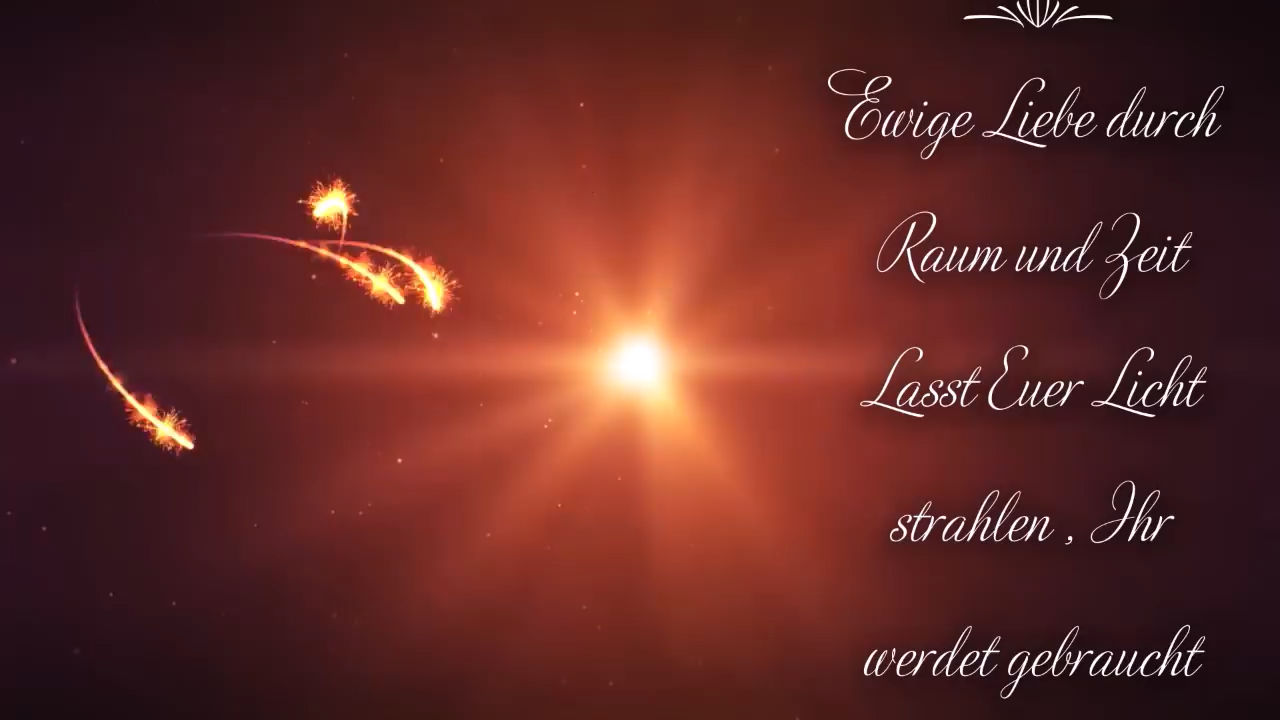 Ewige Liebe durch
Raum und Zeit
Lasst Euer Licht
strahlen , Ihr
werdet gebraucht